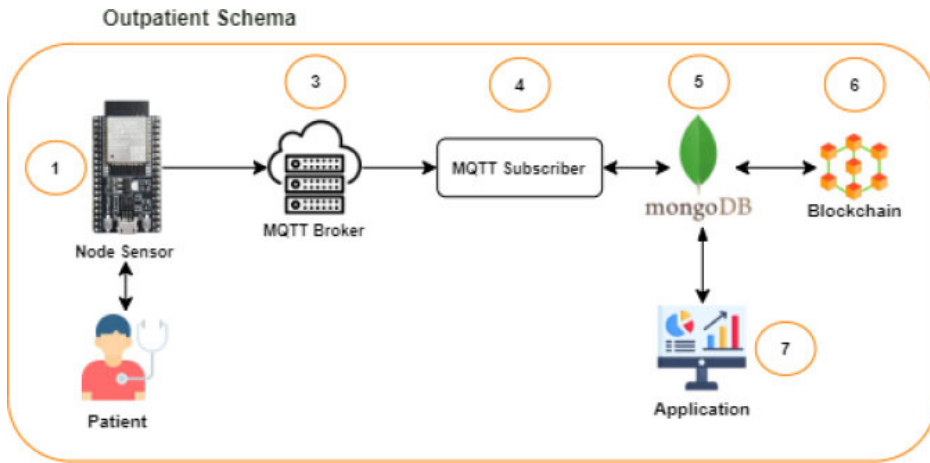 Outpatient Schema
3
4
5
6
1
MQTT Subscriber
mongoDB
Blockchain
MQTT Broker
Node Sensor
7
Patient
Application